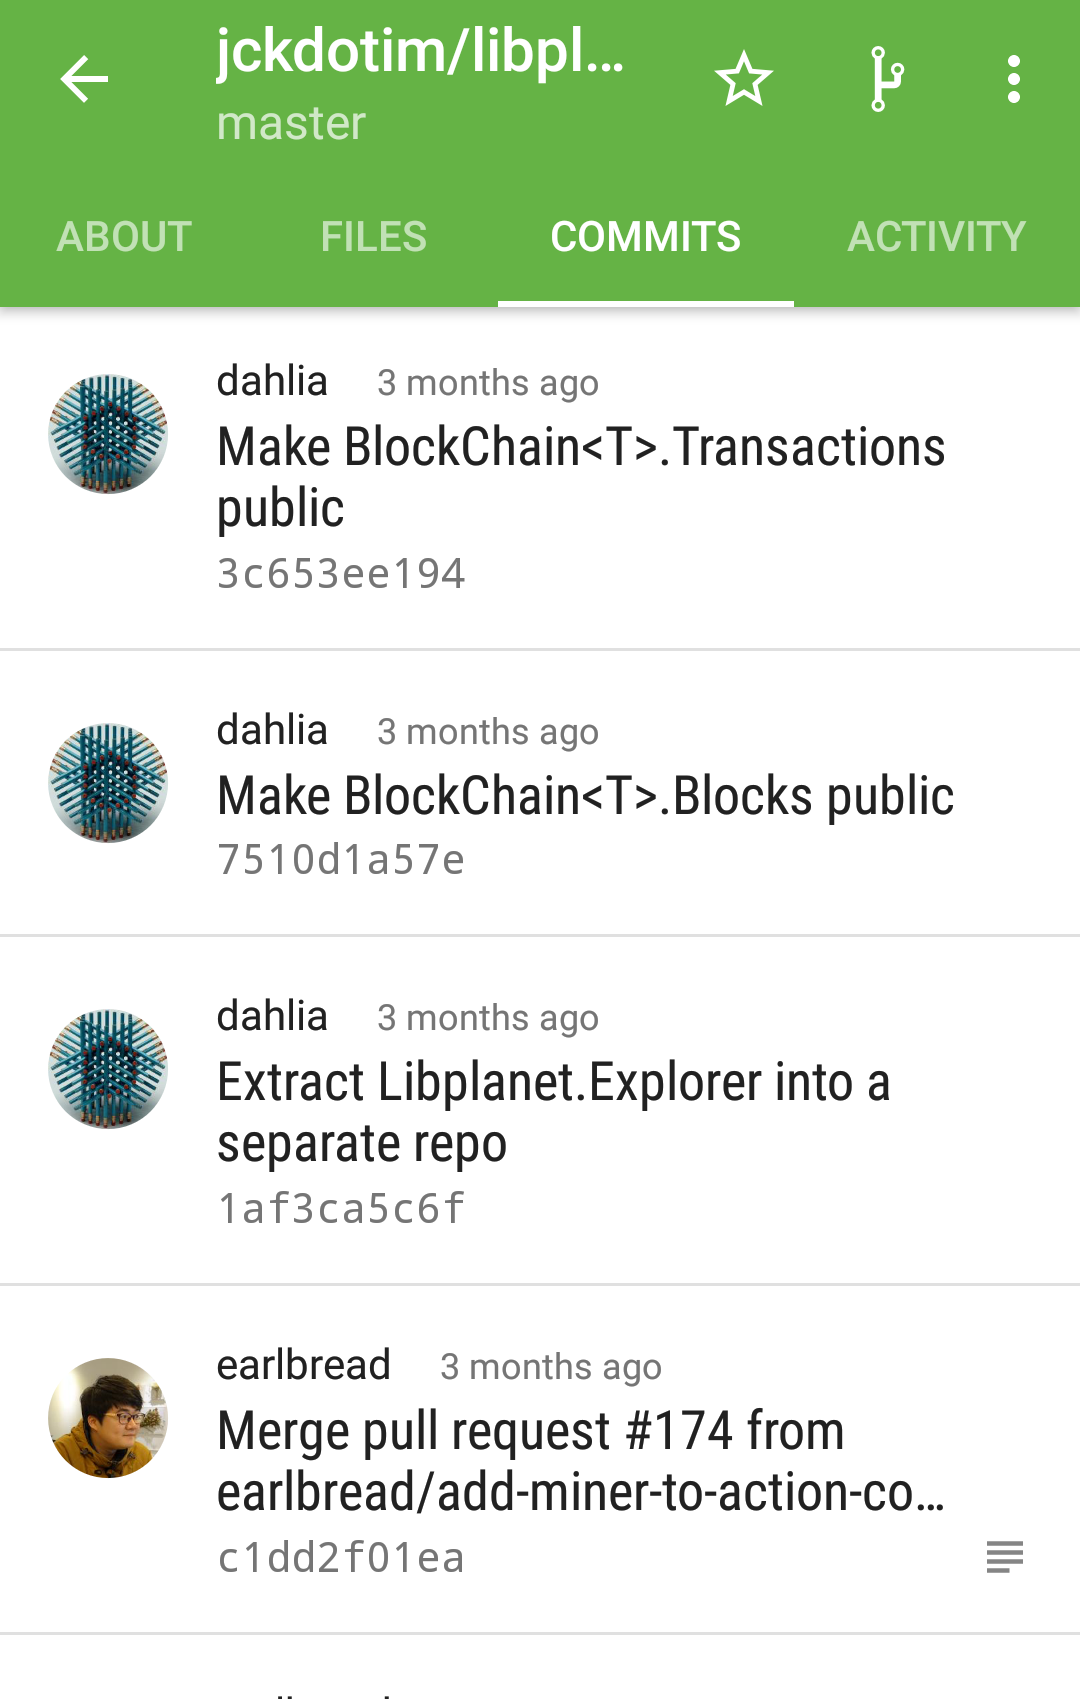 jckdotim/libpl...
master
ABOUT FILES COMMITS ACTIVITY
dahlia 3 months ago
Make BlockChain<T>.Transactions
public
3c653ee194
dahlia 3 months ago
Make BlockChain<T>.Blocks public
7510d1a57e
dahlia 3 months ago
Extract Libplanet.Explorer into a
separate repo
1af3ca5c6f
earlbread 3 months ago
Merge pull request #174 from
earlbread/add-miner-to-action-co...
c1dd2f01ea